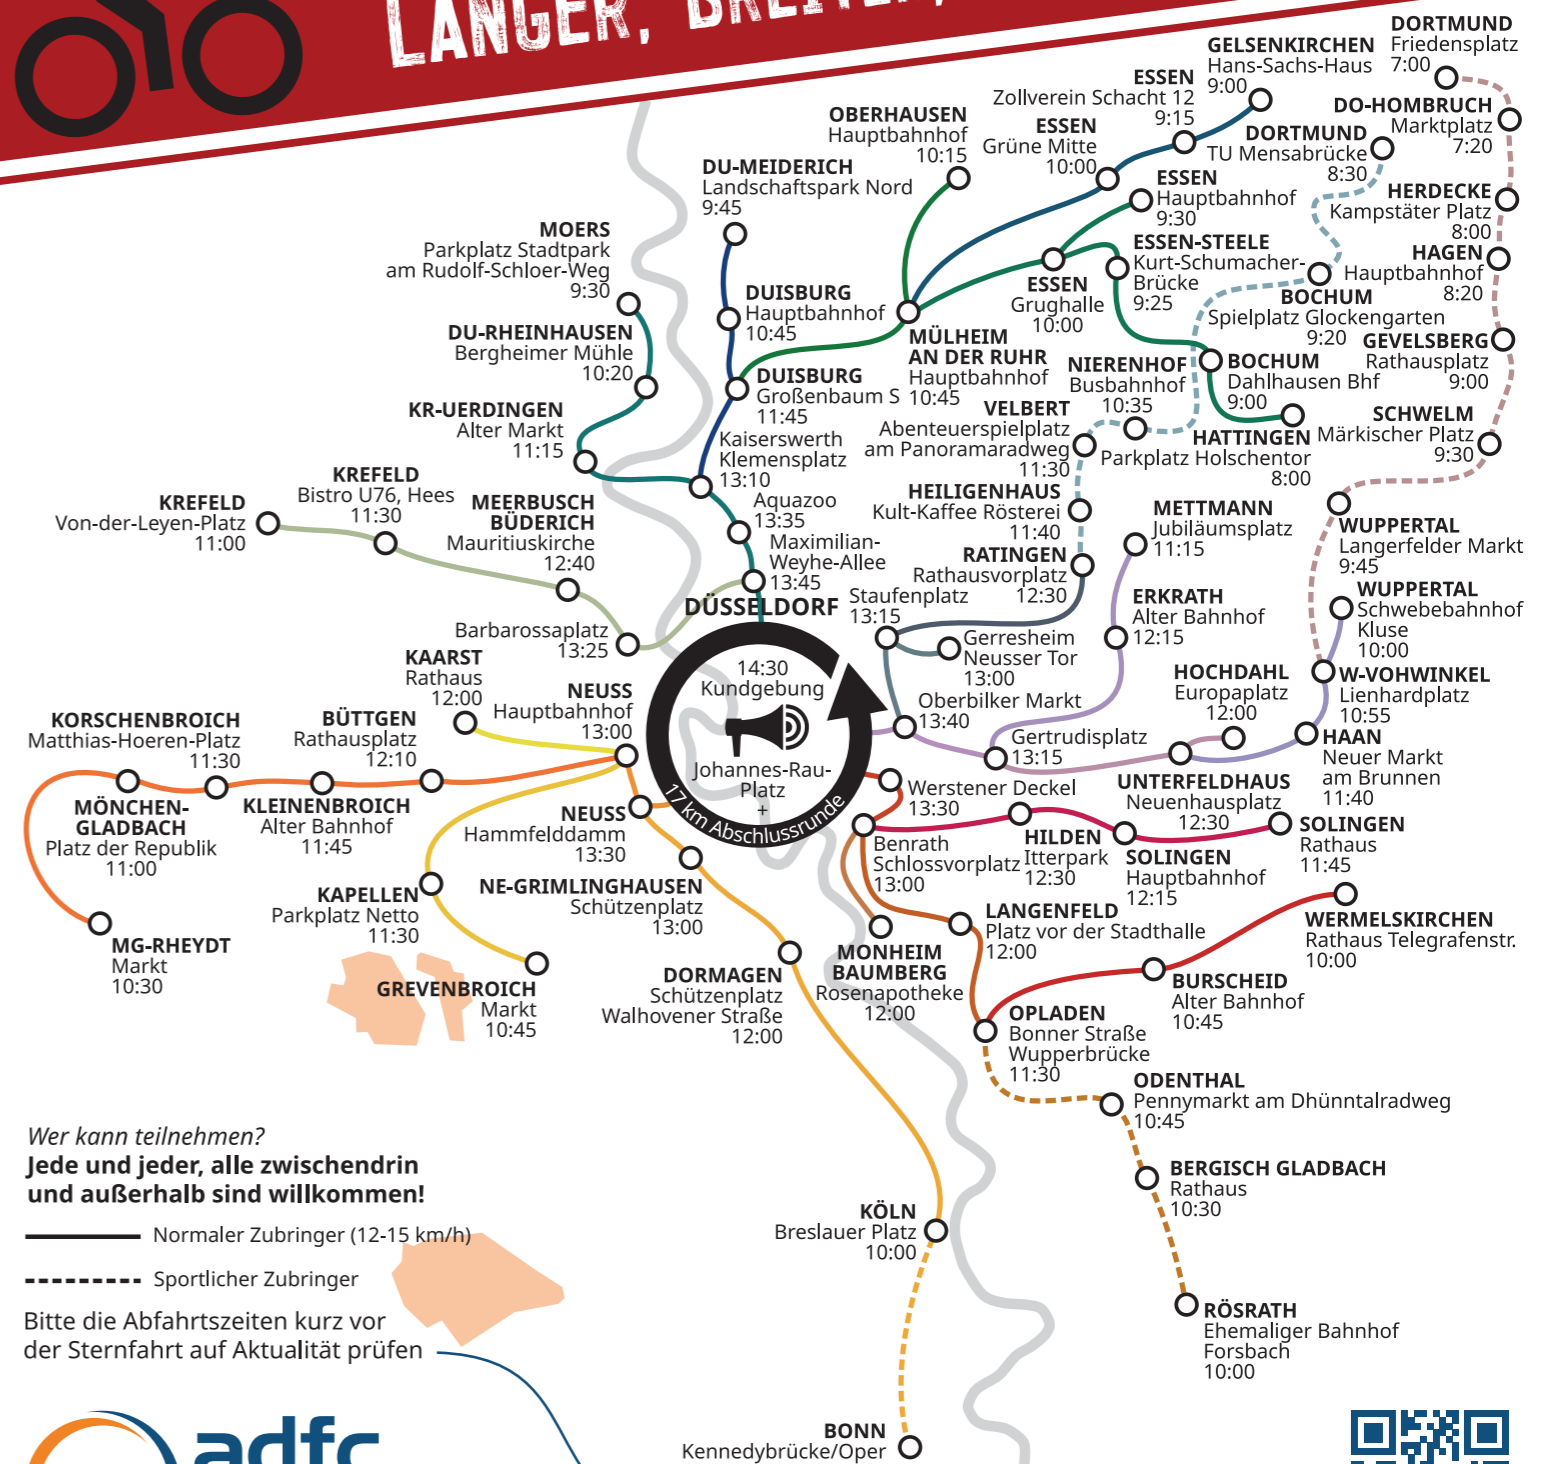 LÄNGER, BREITER,
DORTMUND
Friedensplatz
7:00
GELSENKIRCHEN
Hans-Sachs-Haus
9:00
ESSEN
Zollverein Schacht 12
9:15
DO-HOMBRUCH
Marktplatz
7:20
OBERHAUSEN
Hauptbahnhof
10:15
ESSEN
Grüne Mitte
10:00
DORTMUND
TU Mensabrücke
8:30
DU-MEIDERICH
Landschaftspark Nord
9:45
ESSEN
Hauptbahnhof
9:30
HERDECKE
Kampstäter Platz
8:00
MOERS
Parkplatz Stadtpark
am Rudolf-Schloer-Weg
9:30
ESSEN-STEELE
Kurt-Schumacher-
Brücke
9:25
HAGEN
Hauptbahnhof
8:20
DUISBURG
Hauptbahnhof
10:45
ESSEN
Grughalle
10:00
BOCHUM
Spielplatz Glockengarten
9:20
DU-RHEINHAUSEN
Bergheimer Mühle
10:20
MÜLHEIM
AN DER RUHR
Hauptbahnhof
10:45
GEVELSBERG
Rathausplatz
9:00
NIERENHOF
Busbahnhof
10:35
BOCHUM
Dahlhausen Bhf
9:00
DUISBURG
Großenbaum S
11:45
KR-UERDINGEN
Alter Markt
11:15
VELBERT
Abenteuerspielplatz
am Panoramaradweg
11:30
SCHWELM
Märkischer Platz
9:30
HATTINGEN
Parkplatz Holschentor
8:00
Kaiserswerth
Klemensplatz
13:10
KREFELD
Bistro U76, Hees
11:30
KREFELD
Von-der-Leyen-Platz
11:00
MEERBUSCH
BÜDERICH
Mauritiuskirche
12:40
Aquazoo
13:35
HEILIGENHAUS
Kult-Kaffee Rösterei
11:40
METTMANN
Jubiläumsplatz
11:15
WUPPERTAL
Langerfelder Markt
9:45
Maximilian-
Weyhe-Allee
13:45
RATINGEN
Rathausvorplatz
12:30
WUPPERTAL
Schwebebahnhof
Kluse
10:00
DÜSSELDORF
Staufenplatz
13:15
ERKRATH
Alter Bahnhof
12:15
Barbarossaplatz
13:25
Gerresheim
Neusser Tor
13:00
KAARST
Rathaus
12:00
14:30
Kundgebung
Johannes-Rau-
Platz
+
17 km Abschlussrunde
HOCHDAHL
Europaplatz
12:00
W-VOHWINKEL
Lienhardplatz
10:55
NEUSS
Hauptbahnhof
13:00
Oberbilker Markt
13:40
KORSCHENBROICH
Matthias-Hoeren-Platz
11:30
BÜTTGEN
Rathausplatz
12:10
Gertrudisplatz
13:15
HAAN
Neuer Markt
am Brunnen
11:40
UNTERFELDHAUS
Neuenhausplatz
12:30
Werstener Deckel
13:30
MÖNCHEN-
GLADBACH
Platz der Republik
11:00
KLEINENBROICH
Alter Bahnhof
11:45
NEUSS
Hammfelddamm
13:30
Benrath
Schlossvorplatz
13:00
HILDEN
Itterpark
12:30
SOLINGEN
Hauptbahnhof
12:15
SOLINGEN
Rathaus
11:45
KAPELLEN
Parkplatz Netto
11:30
NE-GRIMLINGHAUSEN
Schützenplatz
13:00
LANGENFELD
Platz vor der Stadthalle
12:00
WERMELSKIRCHEN
Rathaus Telegrafenstr.
10:00
MG-RHEYDT
Markt
10:30
MONHEIM
BAUMBERG
Rosenapotheke
12:00
DORMAGEN
Schützenplatz
Walhovener Straße
12:00
BURSCHEID
Alter Bahnhof
10:45
GREVENBROICH
Markt
10:45
OPLADEN
Bonner Straße
Wupperbrücke
11:30
ODENTHAL
Pennymarkt am Dhünntalradweg
10:45
BERGISCH GLADBACH
Rathaus
10:30
KÖLN
Breslauer Platz
10:00
RÖSRATH
Ehemaliger Bahnhof
Forsbach
10:00
BONN
Kennedybrücke/Oper
Wer kann teilnehmen?
Jede und jeder, alle zwischendrin
und außerhalb sind willkommen!
Normaler Zubringer (12-15 km/h)
Sportlicher Zubringer
Bitte die Abfahrtszeiten kurz vor
der Sternfahrt auf Aktualität prüfen
adfc